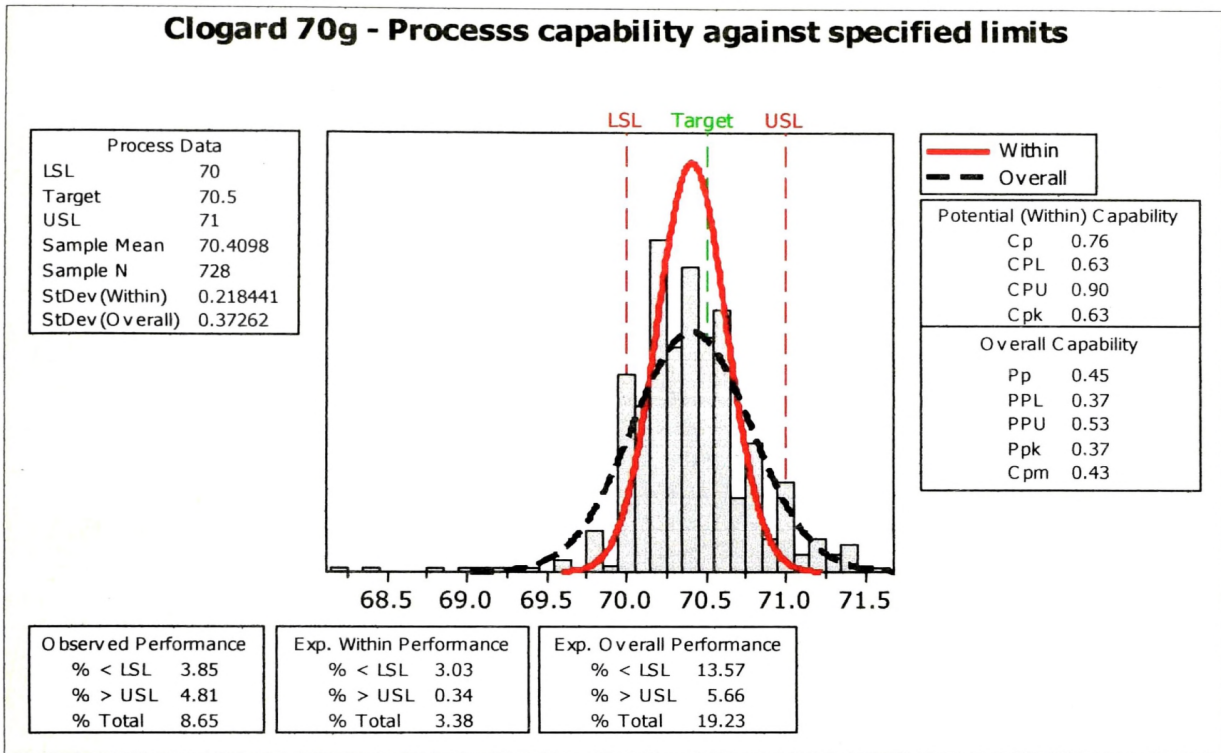 Clogard 70g - Processs capability against specified limits
LSL Target USL
Process Data
LSL 70
Target 70.5
USL 71
Sample Mean 70.4098
Sample N 728
StDev(Within) 0.218441
StDev(Overall) 0.37262
Within
Overall
Potential (Within) Capability
Cp 0.76
CPL 0.63
CPU 0.90
Cpk 0.63
Overall Capability
Pp 0.45
PPL 0.37
PPU 0.53
Ppk 0.37
Cpm 0.43
68.5 69.0 69.5 70.0 70.5 71.0 71.5
Observed Performance
% < LSL 3.85
% > USL 4.81
% Total 8.65
Exp. Within Performance
% < LSL 3.03
% > USL 0.34
% Total 3.38
Exp. Overall Performance
% < LSL 13.57
% > USL 5.66
% Total 19.23